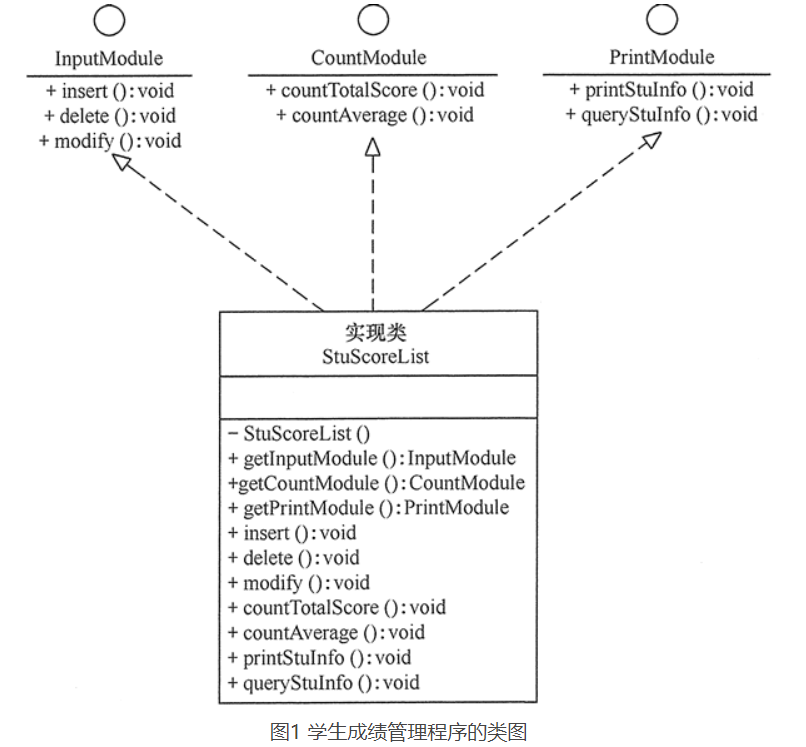 InputModule
+ insert ():void
+ delete ():void
+ modify ():void
CountModule
+ countTotalScore ():void
+ countAverage ():void
PrintModule
+ printStuInfo ():void
+ queryStuInfo ():void
实现类
StuScoreList
− StuScoreList ()
+ getInputModule ():InputModule
+getCountModule ():CountModule
+ getPrintModule ():PrintModule
+ insert ():void
+ delete ():void
+ modify ():void
+ countTotalScore ():void
+ countAverage ():void
+ printStuInfo ():void
+ queryStuInfo ():void
图1 学生成绩管理程序的类图